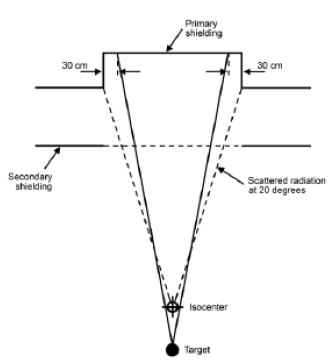 Primary
shielding
30 cm
30 cm
Secondary
shielding
Scattered radiation
at 20 degrees
Isocenter
Target